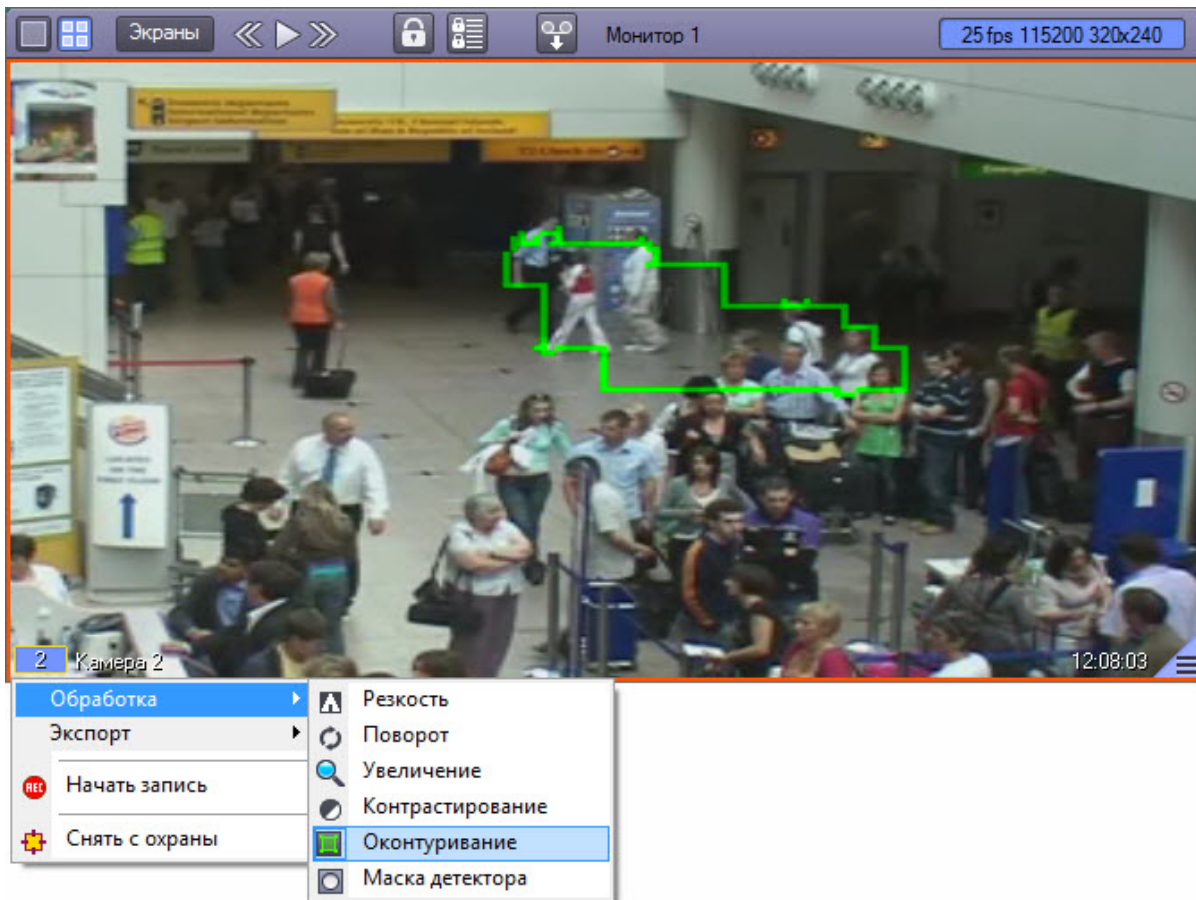 Экраны
Монитор 1
25 fps 115200 320x240
2 Камера 2
12:08:03
Обработка
Экспорт
Начать запись
Снять с охраны
Резкость
Поворот
Увеличение
Контрастирование
Оконтуривание
Маска детектора
REC